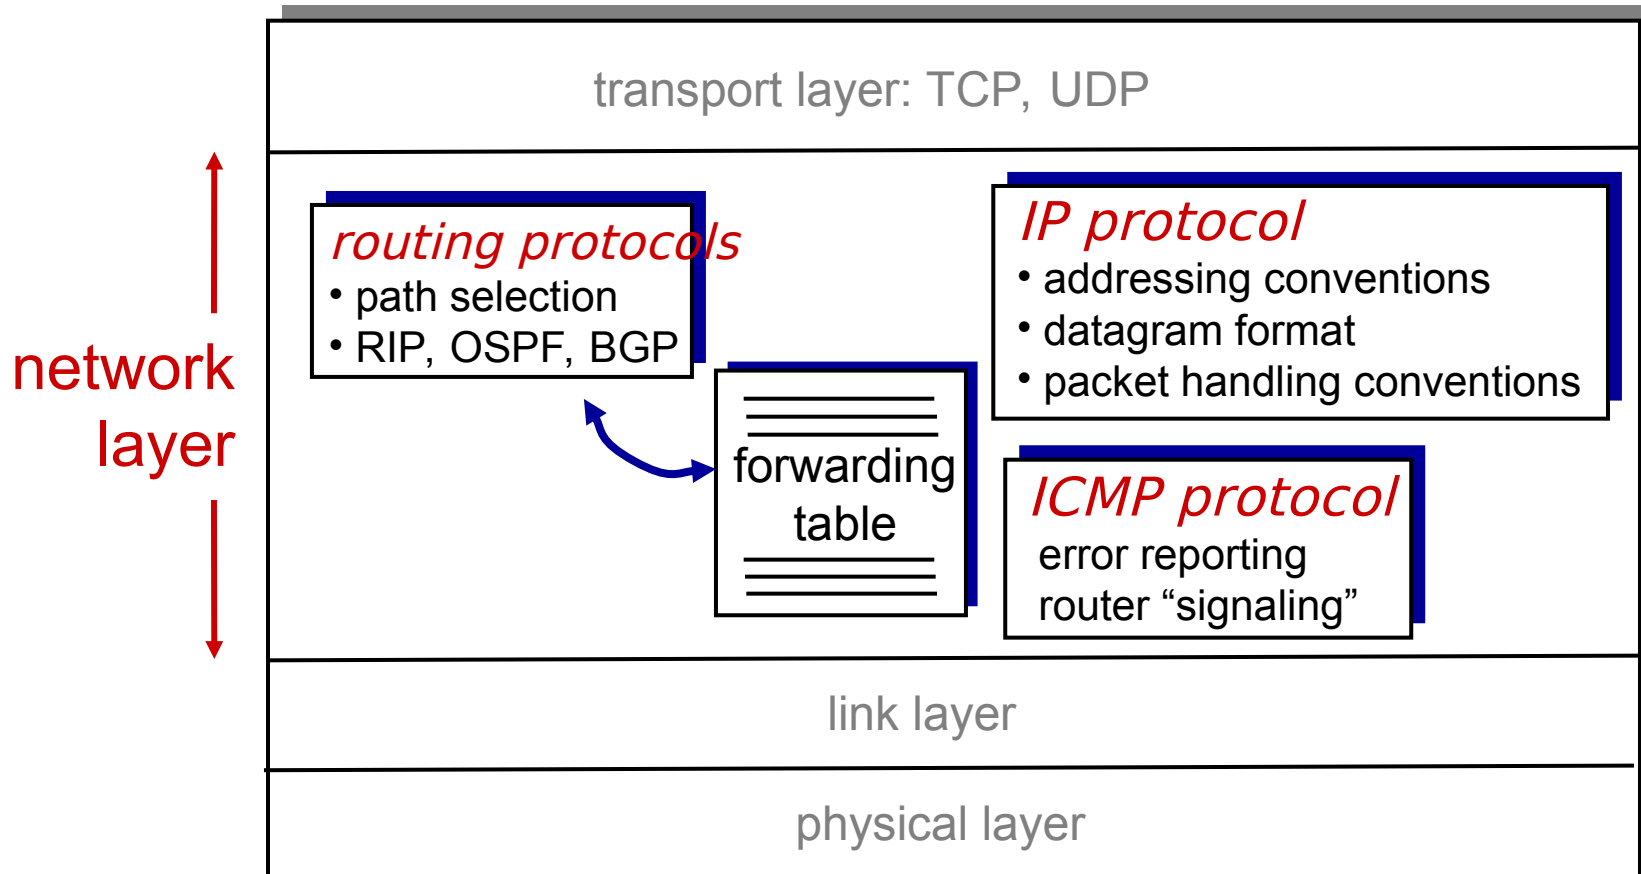 transport layer: TCP, UDP
network
layer
routing protocols
• path selection
• RIP, OSPF, BGP
forwarding
table
IP protocol
• addressing conventions
• datagram format
• packet handling conventions
ICMP protocol
error reporting
router “signaling”
link layer
physical layer